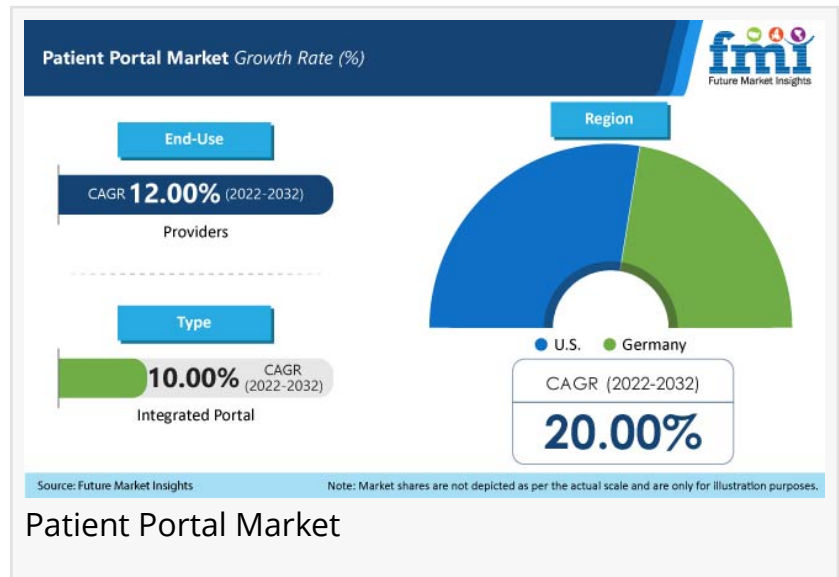 Patient Portal Market Growth Rate (%)
fmi
Future Market Insights
End-Use
CAGR 12.00% (2022-2032)
Providers
Type
10.00% CAGR (2022-2032)
Integrated Portal
Region
U.S. Germany
CAGR (2022-2032)
20.00%
Source: Future Market Insights Note: Market shares are not depicted as per the actual scale and are only for illustration purposes.
Patient Portal Market